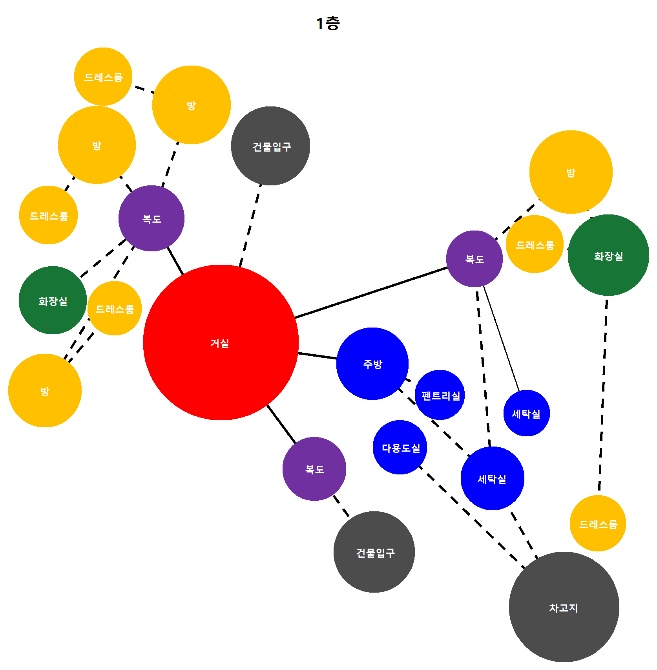 1층
드레스룸
방
방
건물입구
방
드레스룸
복도
드레스룸
복도
화장실
화장실
드레스룸
거실
주방
방
팬트리실
세탁실
다용도실
복도
세탁실
드레스룸
건물입구
차고지